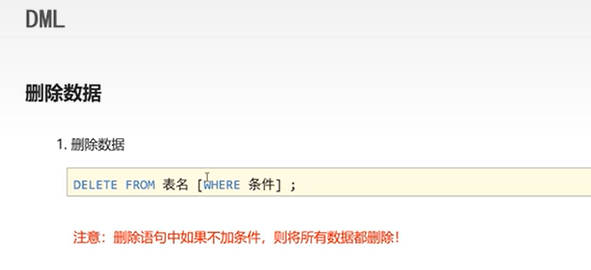 DML
删除数据
1. 删除数据
DELETE FROM 表名 [WHERE 条件] ;
注意：删除语句中如果不加条件，则将所有数据都删除！